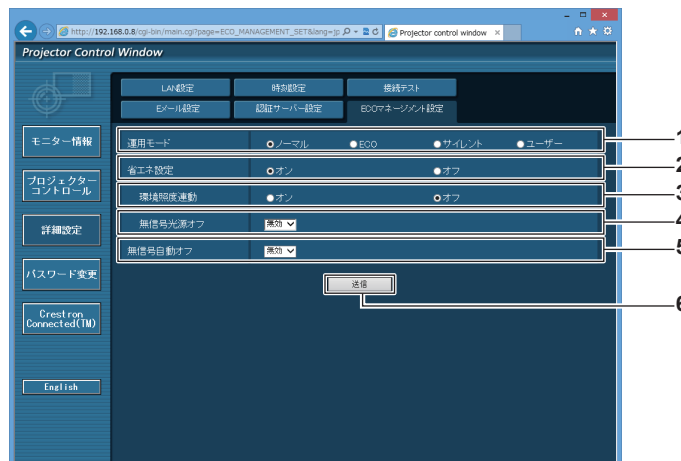 http://192.168.0.8/cgi-bin/main.cgi?page=ECO_MANAGEMENT_SET&lang=jp
Projector control window
Projector Control Window
LAN設定 時刻設定 接続テスト
Eメール設定 認証サーバー設定 ECOマネージメント設定
モニター情報
プロジェクター
コントロール
詳細設定
パスワード変更
Crestron
Connected(TM)
English
運用モード ノーマル ECO サイレント ユーザー
1
省エネ設定 オン オフ
2
環境照度連動 オン オフ
3
無信号光源オフ 無効
4
無信号自動オフ 無効
5
送信
6